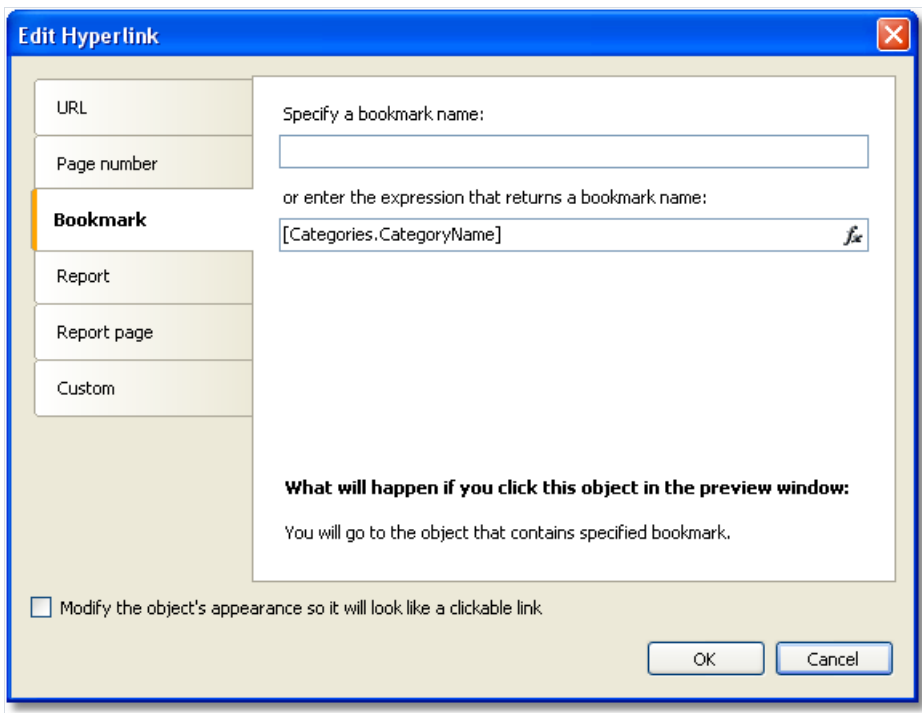 Edit Hyperlink
URL
Page number
Bookmark
Report
Report page
Custom
Specify a bookmark name:
or enter the expression that returns a bookmark name:
[Categories.CategoryName]
fx
What will happen if you click this object in the preview window:
You will go to the object that contains specified bookmark.
Modify the object's appearance so it will look like a clickable link
OK
Cancel